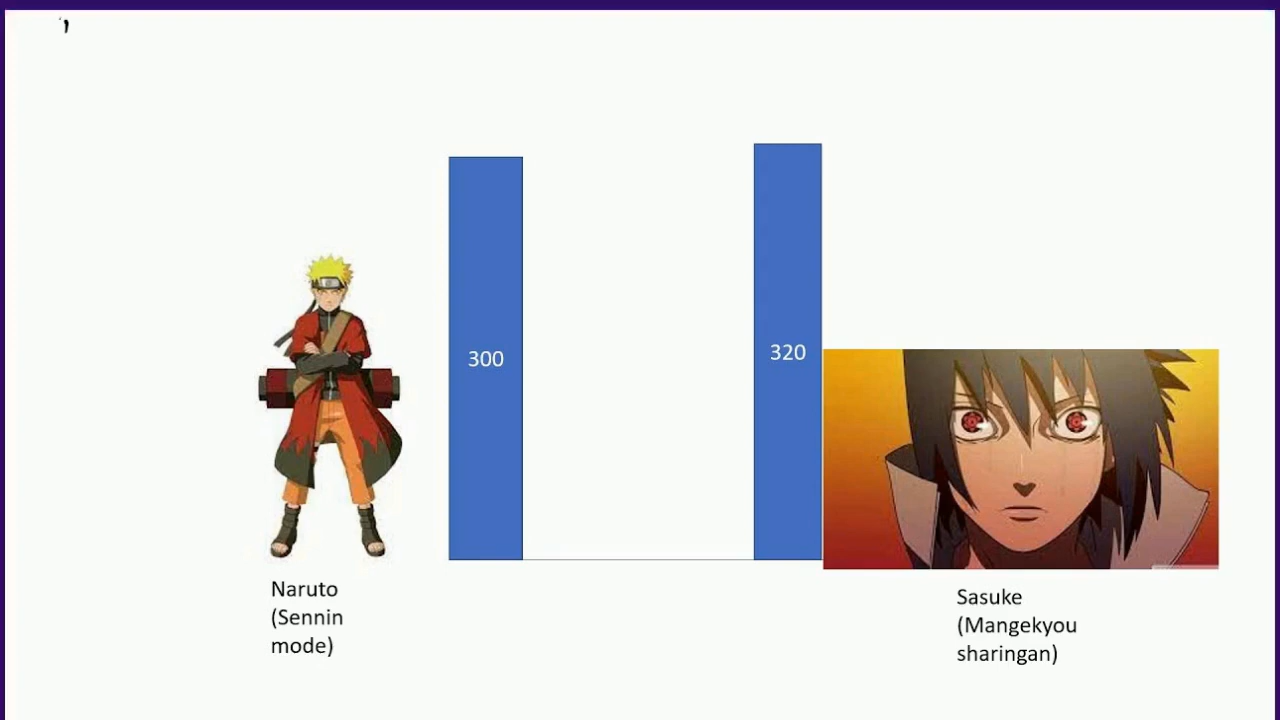 300
320
Naruto
(Sennin
mode)
Sasuke
(Mangekyou
sharingan)